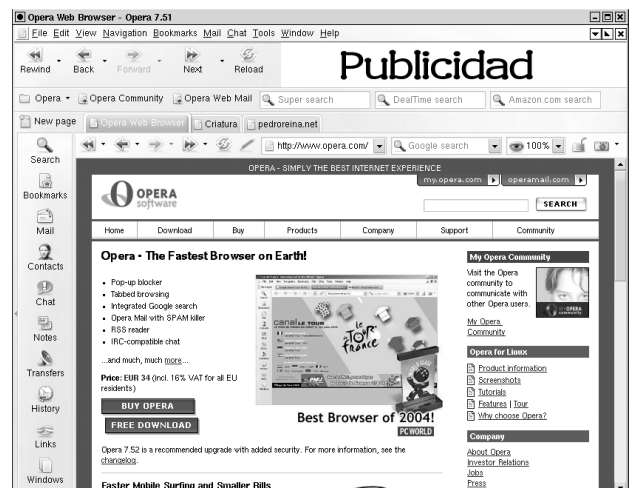 Opera Web Browser - Opera 7.51
File Edit View Navigation Bookmarks Mail Chat Tools Window Help
Rewind Back Forward Next Reload
Publicidad
Opera Opera Community Opera Web Mail Super search DealTime search Amazon.com search
New page Opera Web Browser Criatura pedroreina.net
http://www.opera.com/ Google search 100%
Search
Bookmarks
Mail
Contacts
Chat
Notes
Transfers
History
Links
Windows
OPERA - SIMPLY THE BEST INTERNET EXPERIENCE
my.opera.com operamail.com
OPERA
software
SEARCH
Home Download Buy Products Company Support Community
Opera - The Fastest Browser on Earth!
Pop-up blocker
Tabbed browsing
Integrated Google search
Opera Mail with SPAM killer
RSS reader
IRC-compatible chat
...and much, much more...
Price: EUR 34 (incl. 16% VAT for all EU
residents)
BUY OPERA
FREE DOWNLOAD
canal LE TOUR
LE TOUR
france
Best Browser of 2004!
PC WORLD
Opera 7.52 is a recommended upgrade with added security. For more information, see the
changelog.
Faster Mobile Surfing and Smaller Bills
My Opera Community
Visit the Opera
community to
communicate with
other Opera users.
My Opera
Community
Opera for Linux
Product information
Screenshots
Tutorials
Features | Tour
Why choose Opera?
Company
About Opera
Investor Relations
Jobs
Press